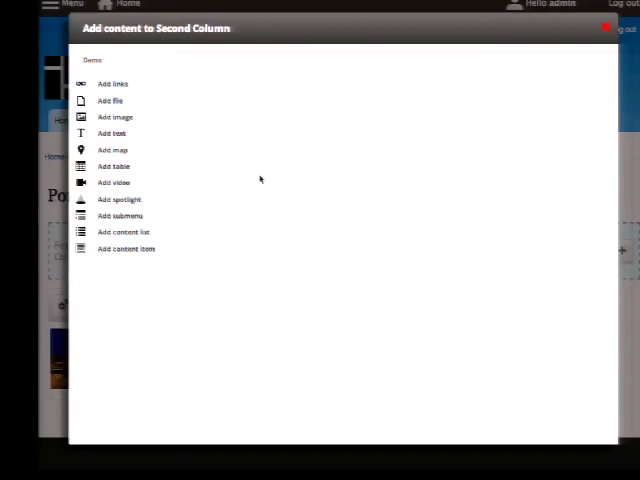 Menu Home Hello admin Log out
Add content to Second Column
Demo
Add links
Add file
Add image
Add text
Add map
Add table
Add video
Add spotlight
Add submenu
Add content list
Add content item
Home